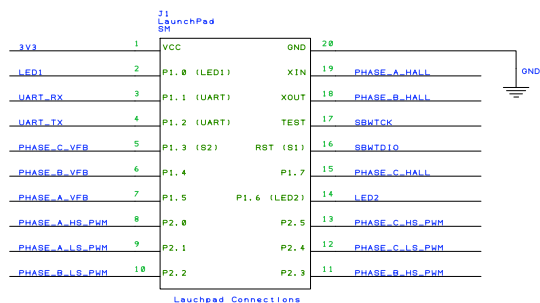 J1
LaunchPad
SM
3V3 1 VCC GND 20
GND
LED1 2 P1.0 (LED1) XIN 19 PHASE_A_HALL
UART_RX 3 P1.1 (UART) XOUT 18 PHASE_B_HALL
UART_TX 4 P1.2 (UART) TEST 17 SBWTCK
PHASE_C_VFB 5 P1.3 (S2) RST (S1) 16 SBWTDIO
PHASE_B_VFB 6 P1.4 P1.7 15 PHASE_C_HALL
PHASE_A_VFB 7 P1.5 P1.6 (LED2) 14 LED2
PHASE_A_HS_PWM 8 P2.0 P2.5 13 PHASE_C_HS_PWM
PHASE_A_LS_PWM 9 P2.1 P2.4 12 PHASE_C_LS_PWM
PHASE_B_LS_PWM 10 P2.2 P2.3 11 PHASE_B_HS_PWM
Lauchpad Connections